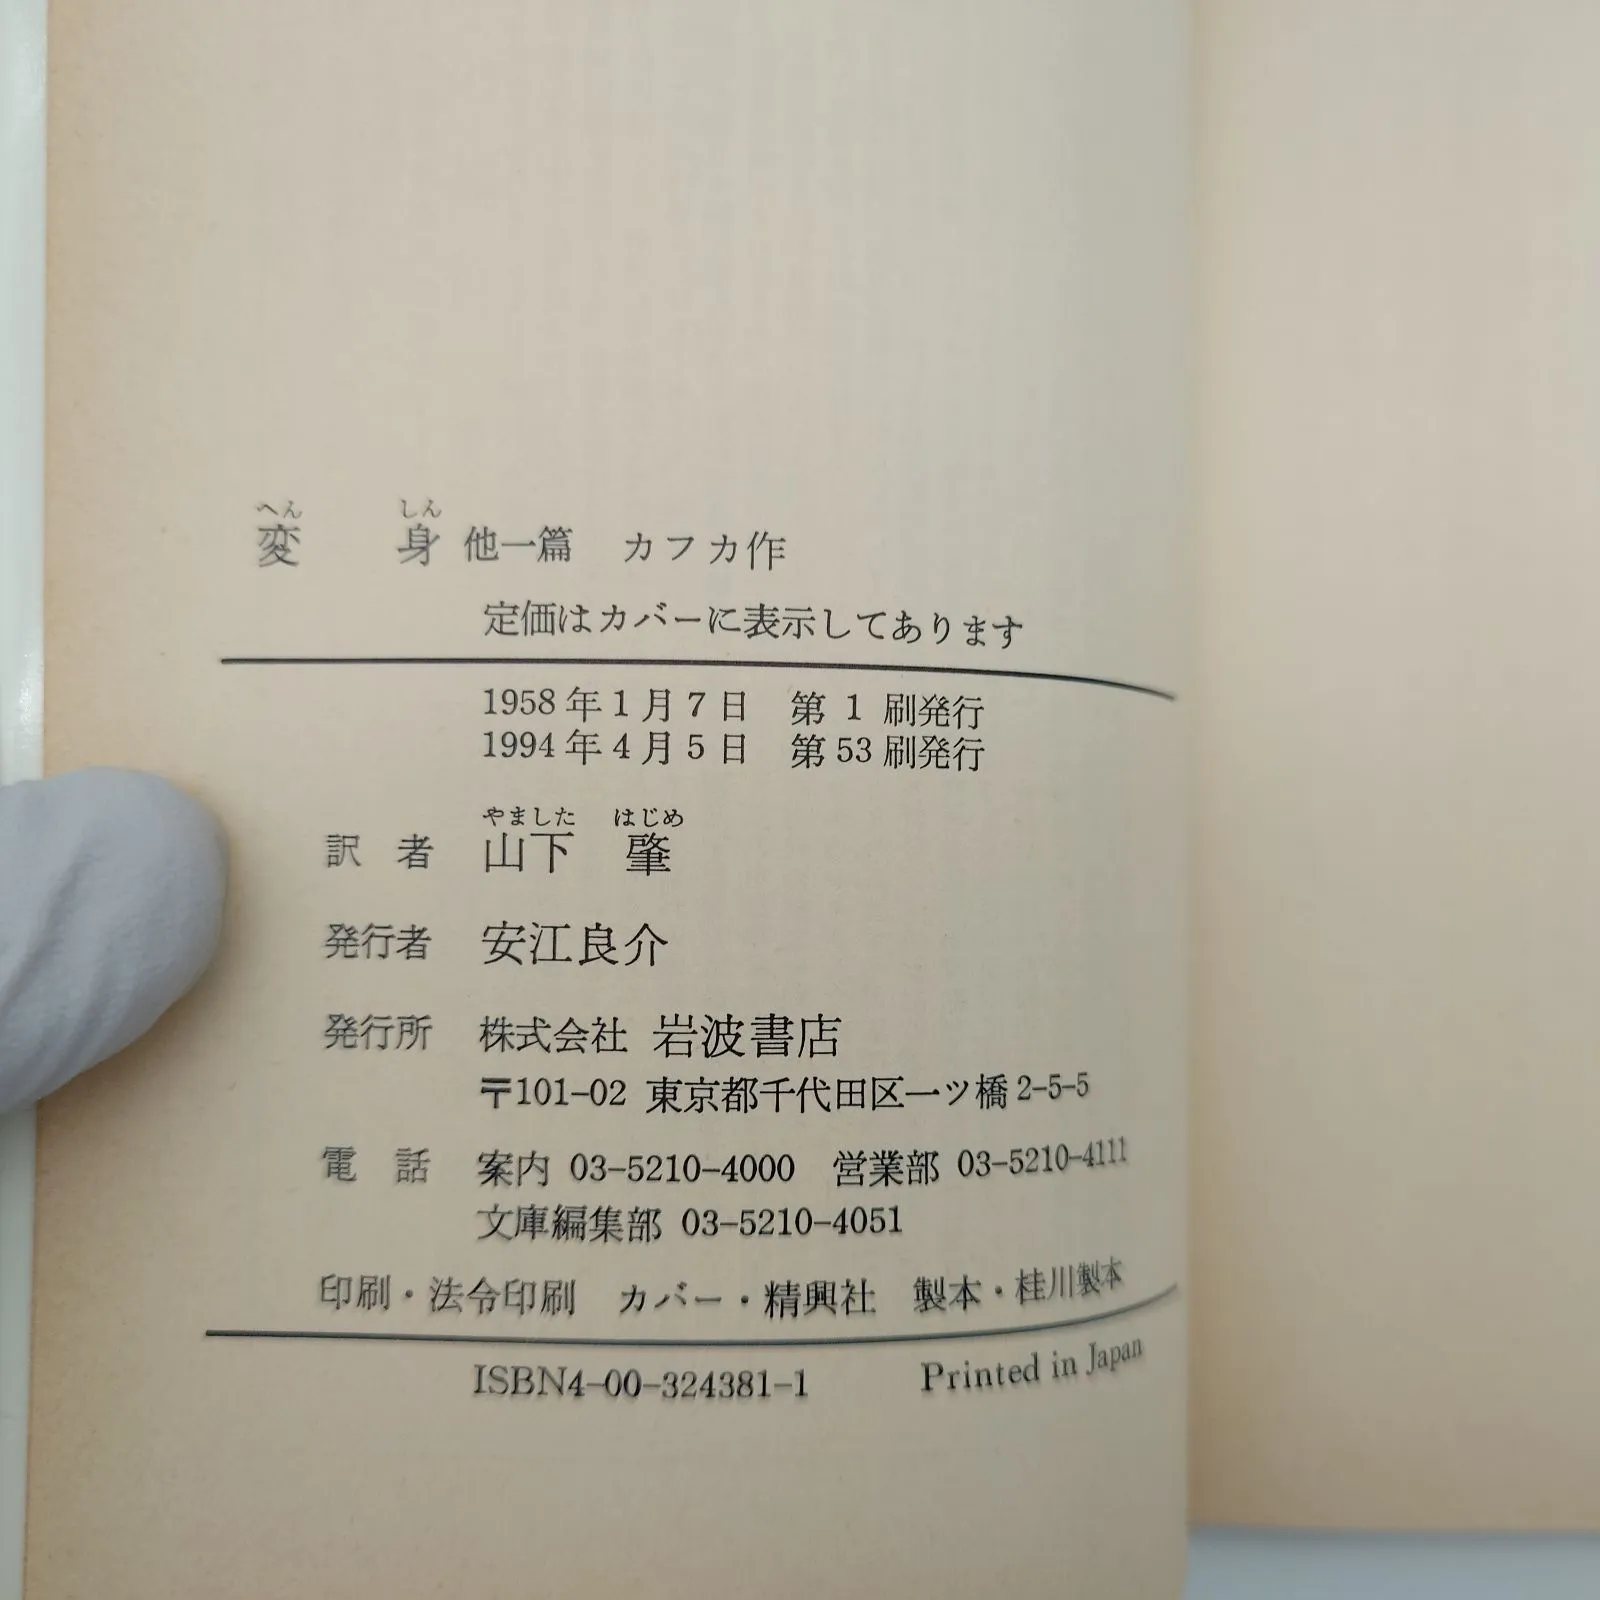 へん しん
変 身 他一篇 カフカ作
定価はカバーに表示してあります
1958年1月7日 第1刷発行
1994年4月5日 第53刷発行
やました はじめ
訳者 山下 肇
発行者 安江良介
発行所 株式会社 岩波書店
〒101-02 東京都千代田区一ツ橋2-5-5
電話 案内 03-5210-4000 営業部 03-5210-4111
文庫編集部 03-5210-4051
印刷・法令印刷 カバー・精興社 製本・桂川製本
ISBN4-00-324381-1 Printed in Japan